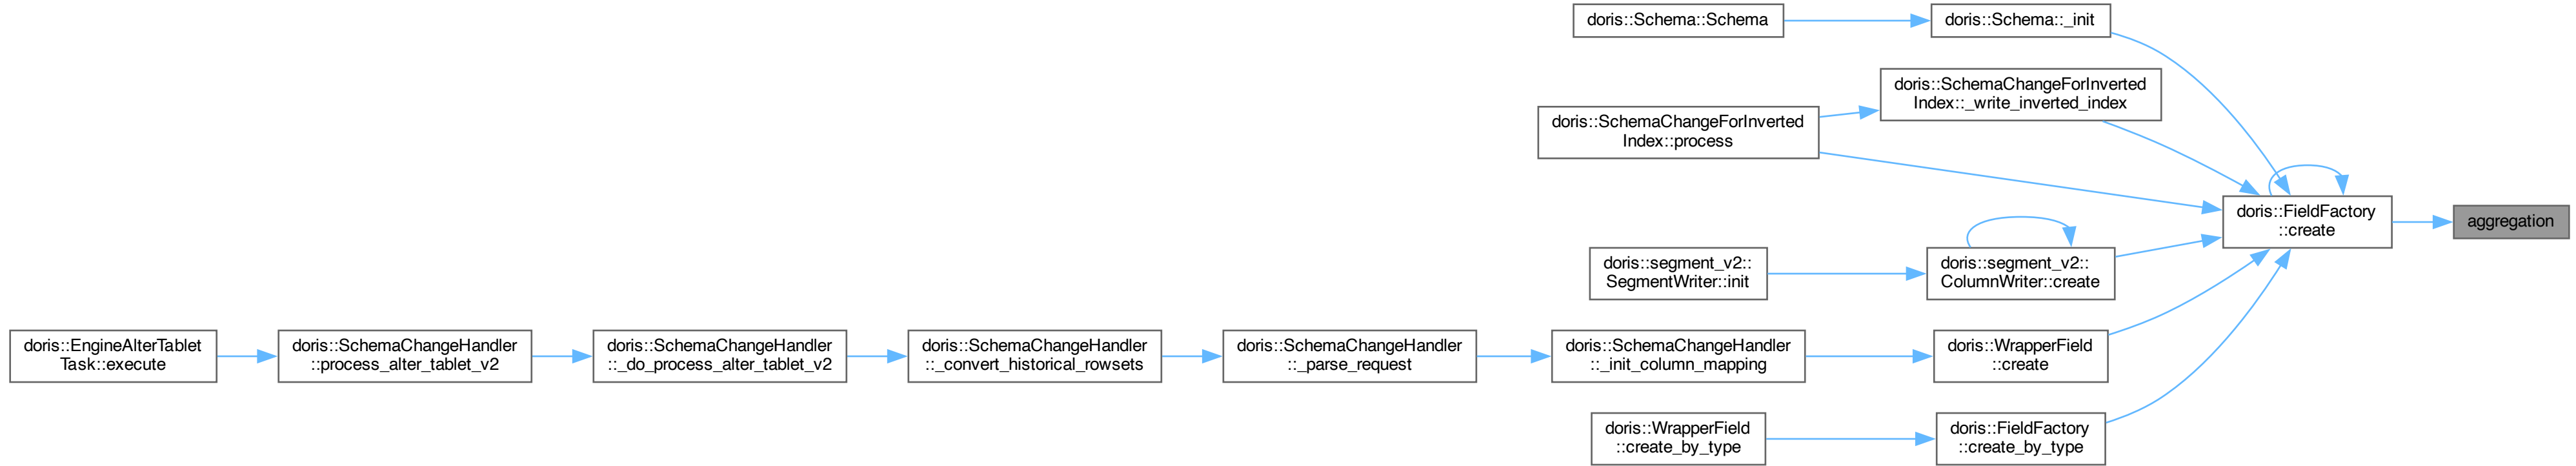 doris::Schema::Schema
doris::Schema::_init
doris::SchemaChangeForInverted
Index::_write_inverted_index
doris::SchemaChangeForInverted
Index::process
doris::FieldFactory
::create
aggregation
doris::segment_v2::
SegmentWriter::init
doris::segment_v2::
ColumnWriter::create
doris::EngineAlterTablet
Task::execute
doris::SchemaChangeHandler
::process_alter_tablet_v2
doris::SchemaChangeHandler
::_do_process_alter_tablet_v2
doris::SchemaChangeHandler
::_convert_historical_rowsets
doris::SchemaChangeHandler
::_parse_request
doris::SchemaChangeHandler
::_init_column_mapping
doris::WrapperField
::create
doris::WrapperField
::create_by_type
doris::FieldFactory
::create_by_type